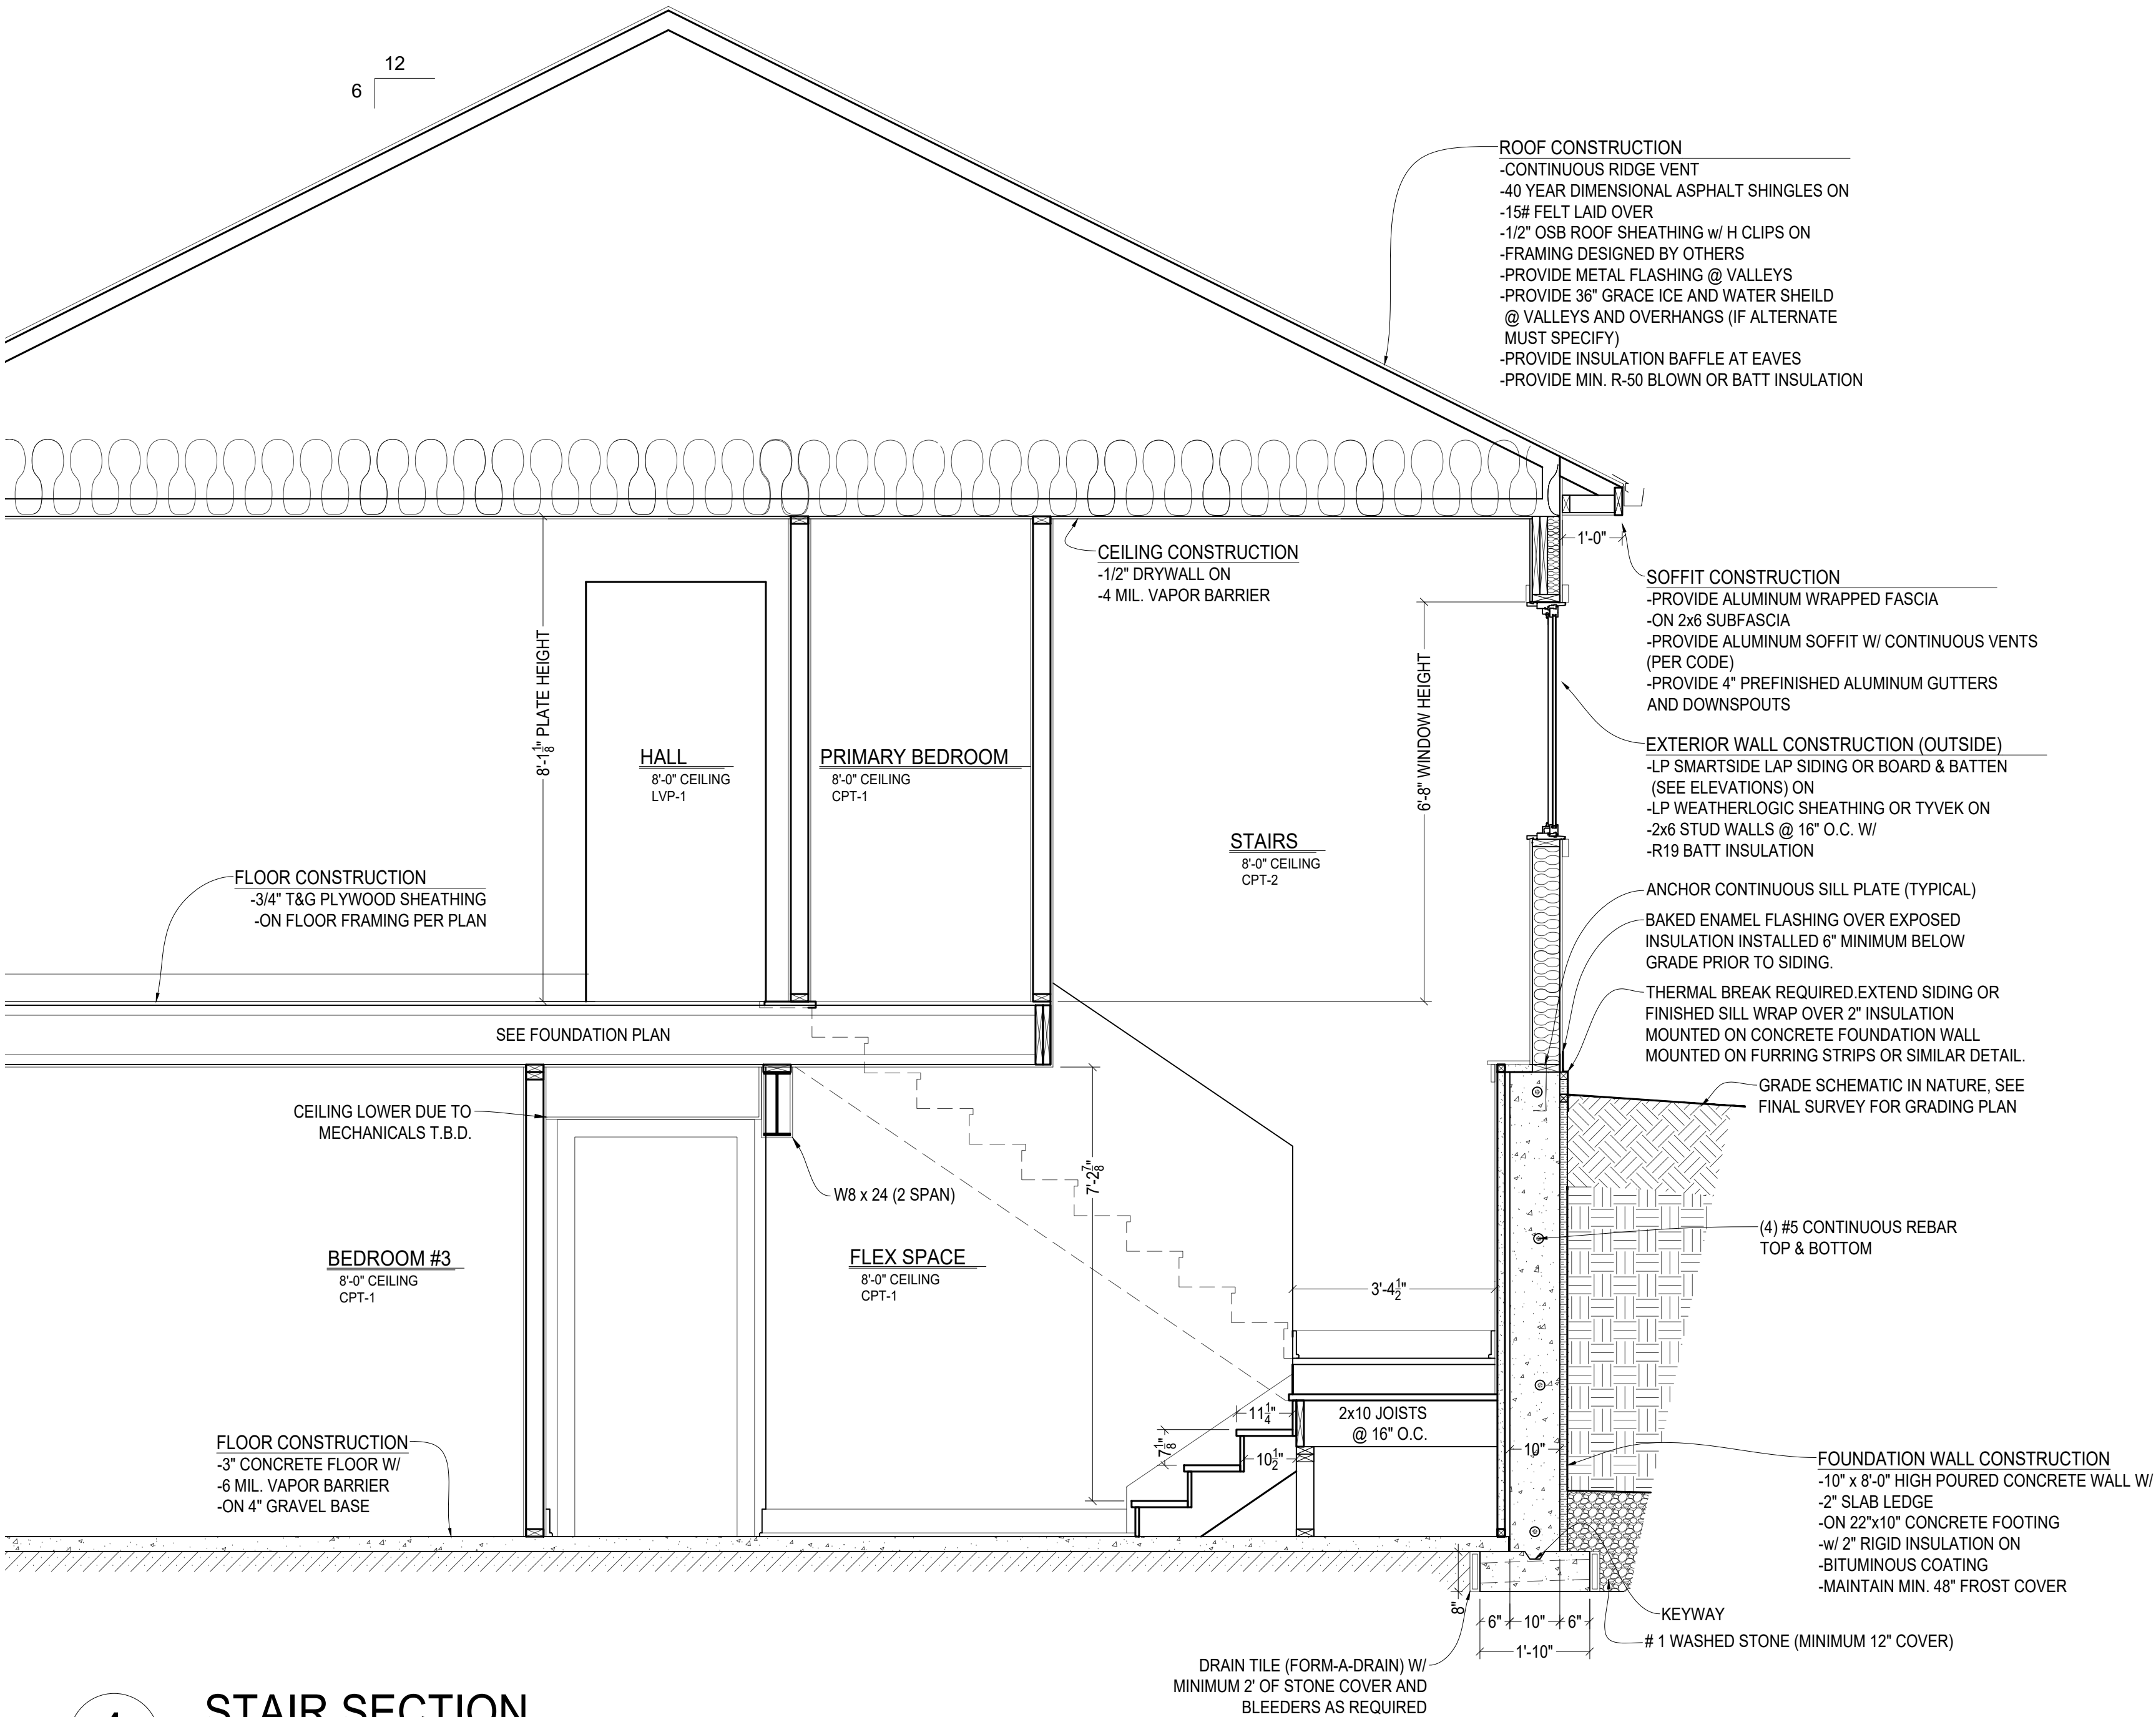 12
6
ROOF CONSTRUCTION
-CONTINUOUS RIDGE VENT
-40 YEAR DIMENSIONAL ASPHALT SHINGLES ON
-15# FELT LAID OVER
-1/2" OSB ROOF SHEATHING w/ H CLIPS ON
-FRAMING DESIGNED BY OTHERS
-PROVIDE METAL FLASHING @ VALLEYS
-PROVIDE 36" GRACE ICE AND WATER SHEILD
@ VALLEYS AND OVERHANGS (IF ALTERNATE
MUST SPECIFY)
-PROVIDE INSULATION BAFFLE AT EAVES
-PROVIDE MIN. R-50 BLOWN OR BATT INSULATION
1'-0"
CEILING CONSTRUCTION
-1/2" DRYWALL ON
-4 MIL. VAPOR BARRIER
SOFFIT CONSTRUCTION
-PROVIDE ALUMINUM WRAPPED FASCIA
-ON 2x6 SUBFASCIA
-PROVIDE ALUMINUM SOFFIT W/ CONTINUOUS VENTS
(PER CODE)
-PROVIDE 4" PREFINISHED ALUMINUM GUTTERS
AND DOWNSPOUTS
8'-1 1/8" PLATE HEIGHT
HALL
8'-0" CEILING
LVP-1
PRIMARY BEDROOM
8'-0" CEILING
CPT-1
6'-8" WINDOW HEIGHT
EXTERIOR WALL CONSTRUCTION (OUTSIDE)
-LP SMARTSIDE LAP SIDING OR BOARD & BATTEN
(SEE ELEVATIONS) ON
-LP WEATHERLOGIC SHEATHING OR TYVEK ON
-2x6 STUD WALLS @ 16" O.C. W/
-R19 BATT INSULATION
STAIRS
8'-0" CEILING
CPT-2
FLOOR CONSTRUCTION
-3/4" T&G PLYWOOD SHEATHING
-ON FLOOR FRAMING PER PLAN
ANCHOR CONTINUOUS SILL PLATE (TYPICAL)
BAKED ENAMEL FLASHING OVER EXPOSED
INSULATION INSTALLED 6" MINIMUM BELOW
GRADE PRIOR TO SIDING.
THERMAL BREAK REQUIRED.EXTEND SIDING OR
FINISHED SILL WRAP OVER 2" INSULATION
MOUNTED ON CONCRETE FOUNDATION WALL
MOUNTED ON FURRING STRIPS OR SIMILAR DETAIL.
SEE FOUNDATION PLAN
GRADE SCHEMATIC IN NATURE, SEE
FINAL SURVEY FOR GRADING PLAN
CEILING LOWER DUE TO
MECHANICALS T.B.D.
W8 x 24 (2 SPAN)
7'-2 7/8"
(4) #5 CONTINUOUS REBAR
TOP & BOTTOM
BEDROOM #3
8'-0" CEILING
CPT-1
FLEX SPACE
8'-0" CEILING
CPT-1
3'-4 1/2"
11 1/4"
7 1/8"
10 1/2"
2x10 JOISTS
@ 16" O.C.
10"
FLOOR CONSTRUCTION
-3" CONCRETE FLOOR W/
-6 MIL. VAPOR BARRIER
-ON 4" GRAVEL BASE
FOUNDATION WALL CONSTRUCTION
-10" x 8'-0" HIGH POURED CONCRETE WALL W/
-2" SLAB LEDGE
-ON 22"x10" CONCRETE FOOTING
-w/ 2" RIGID INSULATION ON
-BITUMINOUS COATING
-MAINTAIN MIN. 48" FROST COVER
8"
6" 10" 6"
1'-10"
KEYWAY
# 1 WASHED STONE (MINIMUM 12" COVER)
DRAIN TILE (FORM-A-DRAIN) W/
MINIMUM 2' OF STONE COVER AND
BLEEDERS AS REQUIRED
STAIR SECTION